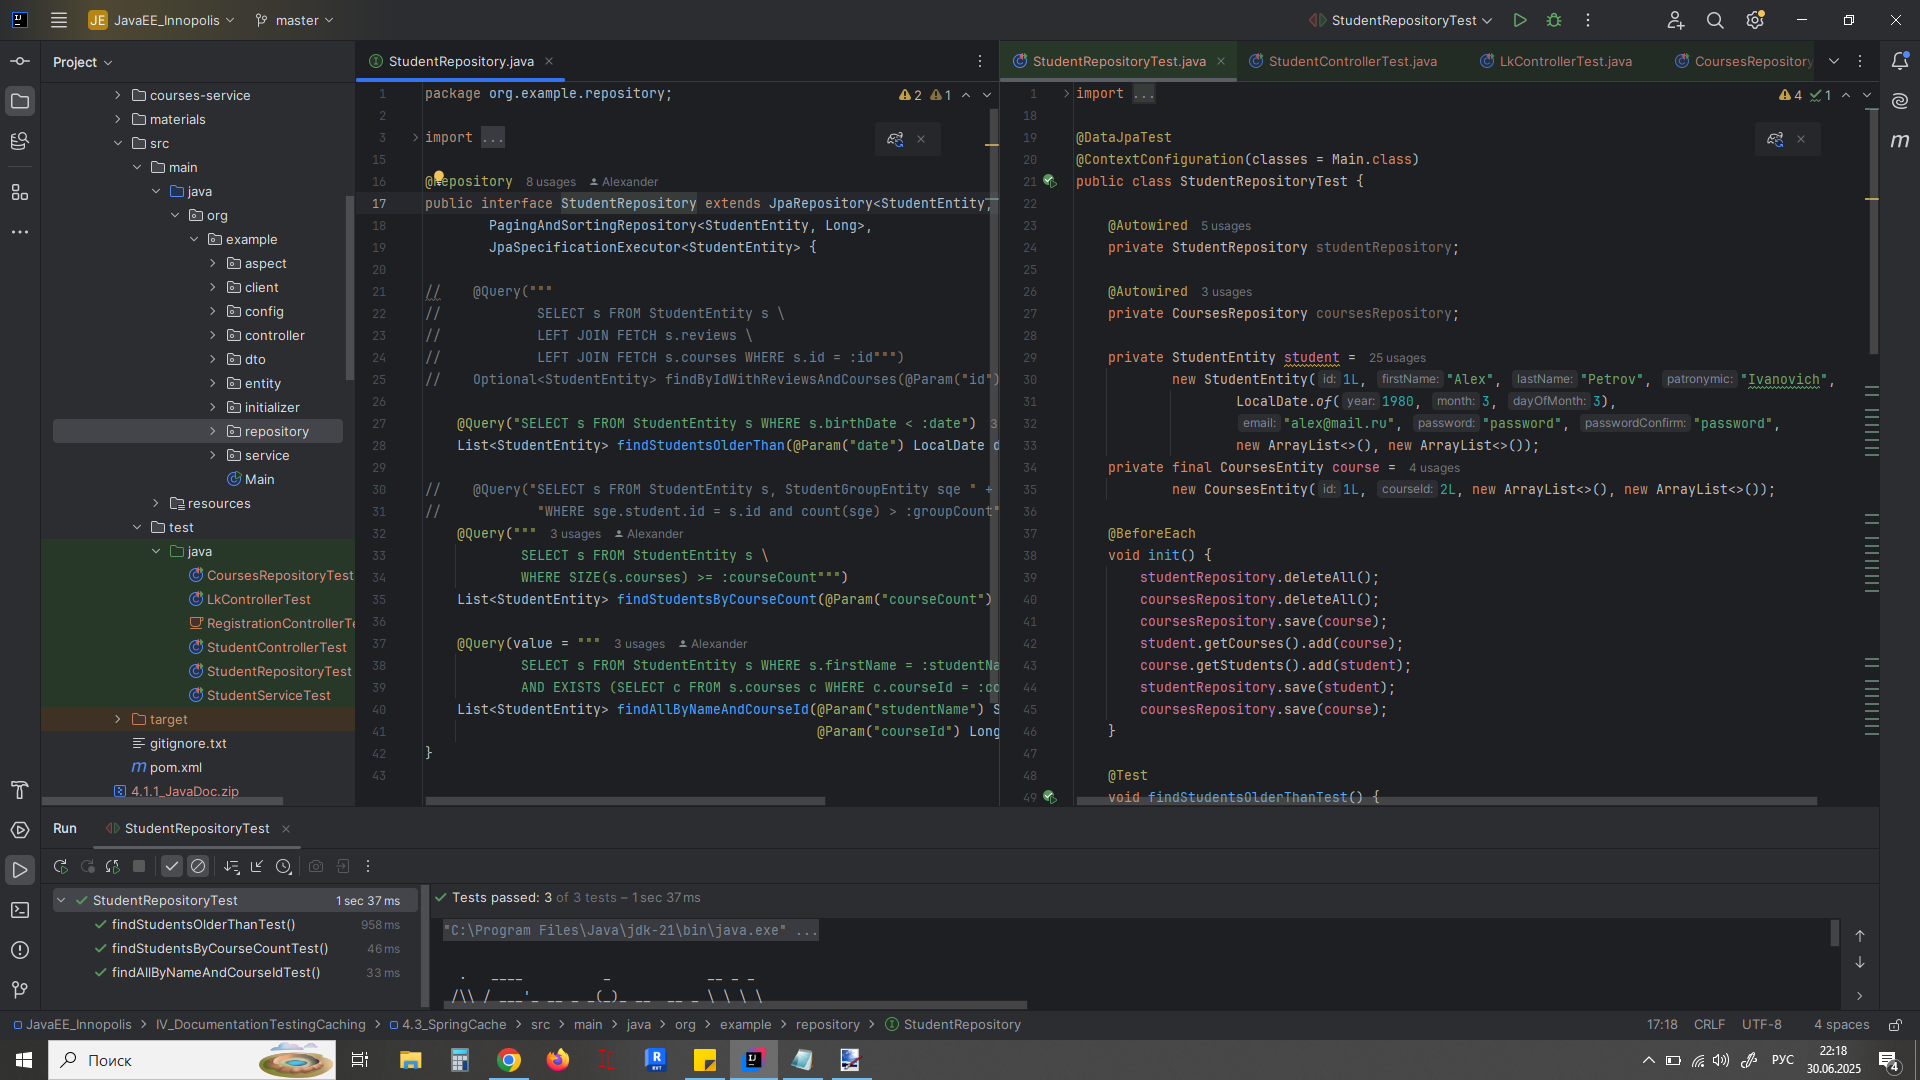 JE JavaEE_Innopolis master StudentRepositoryTest
Project
courses-service
materials
src
main
java
org
example
aspect
client
config
controller
dto
entity
initializer
repository
service
Main
resources
test
java
CoursesRepositoryTest
LkControllerTest
RegistrationControllerTe
StudentControllerTest
StudentRepositoryTest
StudentServiceTest
target
gitignore.txt
pom.xml
4.1.1_JavaDoc.zip
StudentRepository.java
2 1
1 package org.example.repository;
2
3 import ...
15
16 @Repository 8 usages Alexander
17 public interface StudentRepository extends JpaRepository<StudentEntity,
18 PagingAndSortingRepository<StudentEntity, Long>,
19 JpaSpecificationExecutor<StudentEntity> {
20
21 // @Query("""
22 // SELECT s FROM StudentEntity s \
23 // LEFT JOIN FETCH s.reviews \
24 // LEFT JOIN FETCH s.courses WHERE s.id = :id""")
25 // Optional<StudentEntity> findByIdWithReviewsAndCourses(@Param("id")
26
27 @Query("SELECT s FROM StudentEntity s WHERE s.birthDate < :date") 3
28 List<StudentEntity> findStudentsOlderThan(@Param("date") LocalDate d
29
30 // @Query("SELECT s FROM StudentEntity s, StudentGroupEntity sqe " +
31 // "WHERE sge.student.id = s.id and count(sge) > :groupCount"
32 @Query(""" 3 usages Alexander
33 SELECT s FROM StudentEntity s \
34 WHERE SIZE(s.courses) >= :courseCount""")
35 List<StudentEntity> findStudentsByCourseCount(@Param("courseCount")
36
37 @Query(value = """ 3 usages Alexander
38 SELECT s FROM StudentEntity s WHERE s.firstName = :studentNa
39 AND EXISTS (SELECT c FROM s.courses c WHERE c.courseId = :co
40 List<StudentEntity> findAllByNameAndCourseId(@Param("studentName") S
41 @Param("courseId") Long
42 }
43
StudentRepositoryTest.java StudentControllerTest.java LkControllerTest.java CoursesRepository
4 1
1 import ...
18
19 @DataJpaTest
20 @ContextConfiguration(classes = Main.class)
21 public class StudentRepositoryTest {
22
23 @Autowired 5 usages
24 private StudentRepository studentRepository;
25
26 @Autowired 3 usages
27 private CoursesRepository coursesRepository;
28
29 private StudentEntity student = 25 usages
30 new StudentEntity( id: 1L, firstName: "Alex", lastName: "Petrov", patronymic: "Ivanovich",
31 LocalDate.of( year: 1980, month: 3, dayOfMonth: 3),
32 email: "alex@mail.ru", password: "password", passwordConfirm: "password",
33 new ArrayList<>(), new ArrayList<>());
34 private final CoursesEntity course = 4 usages
35 new CoursesEntity( id: 1L, courseId: 2L, new ArrayList<>(), new ArrayList<>());
36
37 @BeforeEach
38 void init() {
39 studentRepository.deleteAll();
40 coursesRepository.deleteAll();
41 coursesRepository.save(course);
42 student.getCourses().add(course);
43 course.getStudents().add(student);
44 studentRepository.save(student);
45 coursesRepository.save(course);
46 }
47
48 @Test
49 void findStudentsOlderThanTest() {
Run StudentRepositoryTest
StudentRepositoryTest 1 sec 37 ms
findStudentsOlderThanTest() 958 ms
findStudentsByCourseCountTest() 46 ms
findAllByNameAndCourseIdTest() 33 ms
Tests passed: 3 of 3 tests – 1 sec 37 ms
"C:\Program Files\Java\jdk-21\bin\java.exe" ...
JavaEE_Innopolis > IV_DocumentationTestingCaching > 4.3_SpringCache > src > main > java > org > example > repository > StudentRepository
17:18 CRLF UTF-8 4 spaces
Поиск
РУС
22:18
30.06.2025
4